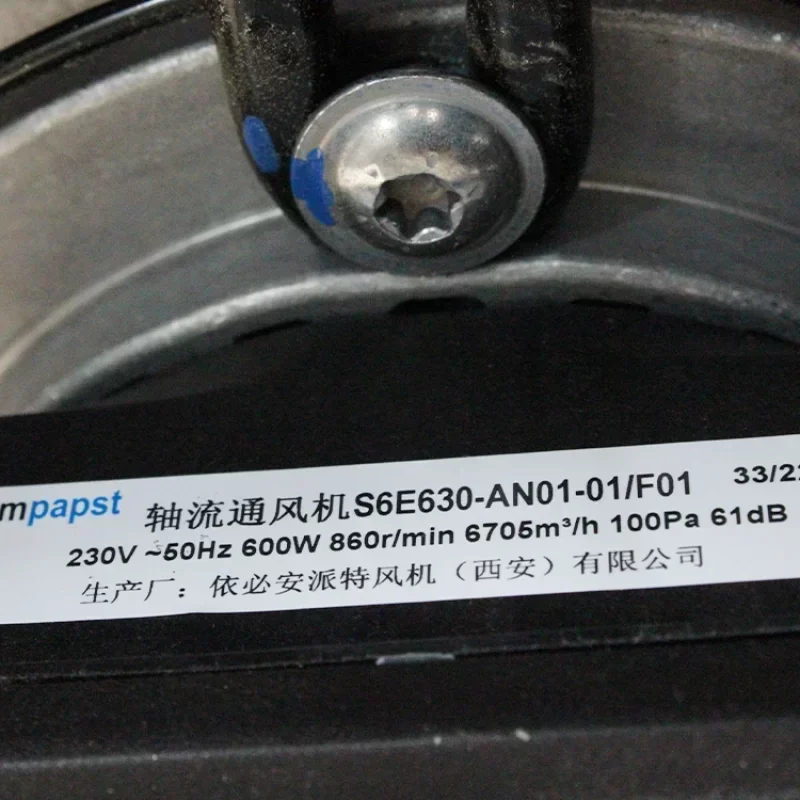 mpapst 轴流通风机S6E630-AN01-01/F01 33/22
230V ~50Hz 600W 860r/min 6705m³/h 100Pa 61dB
生产厂：依必安派特风机（西安）有限公司